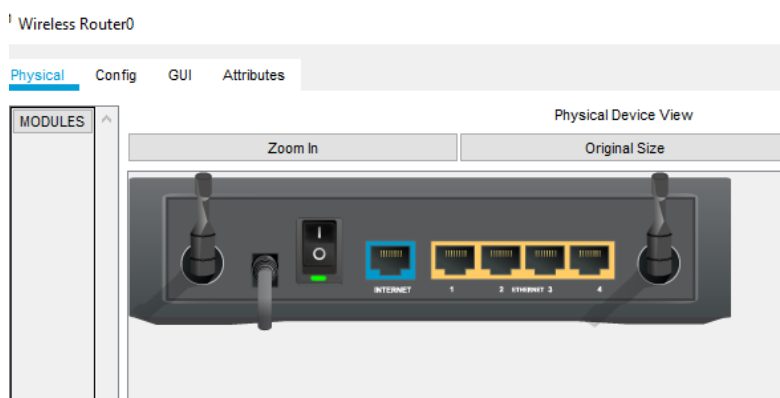 Wireless Router0
Physical Config GUI Attributes
MODULES
Physical Device View
Zoom In Original Size
I
O
INTERNET 1 2 ETHERNET 3 4